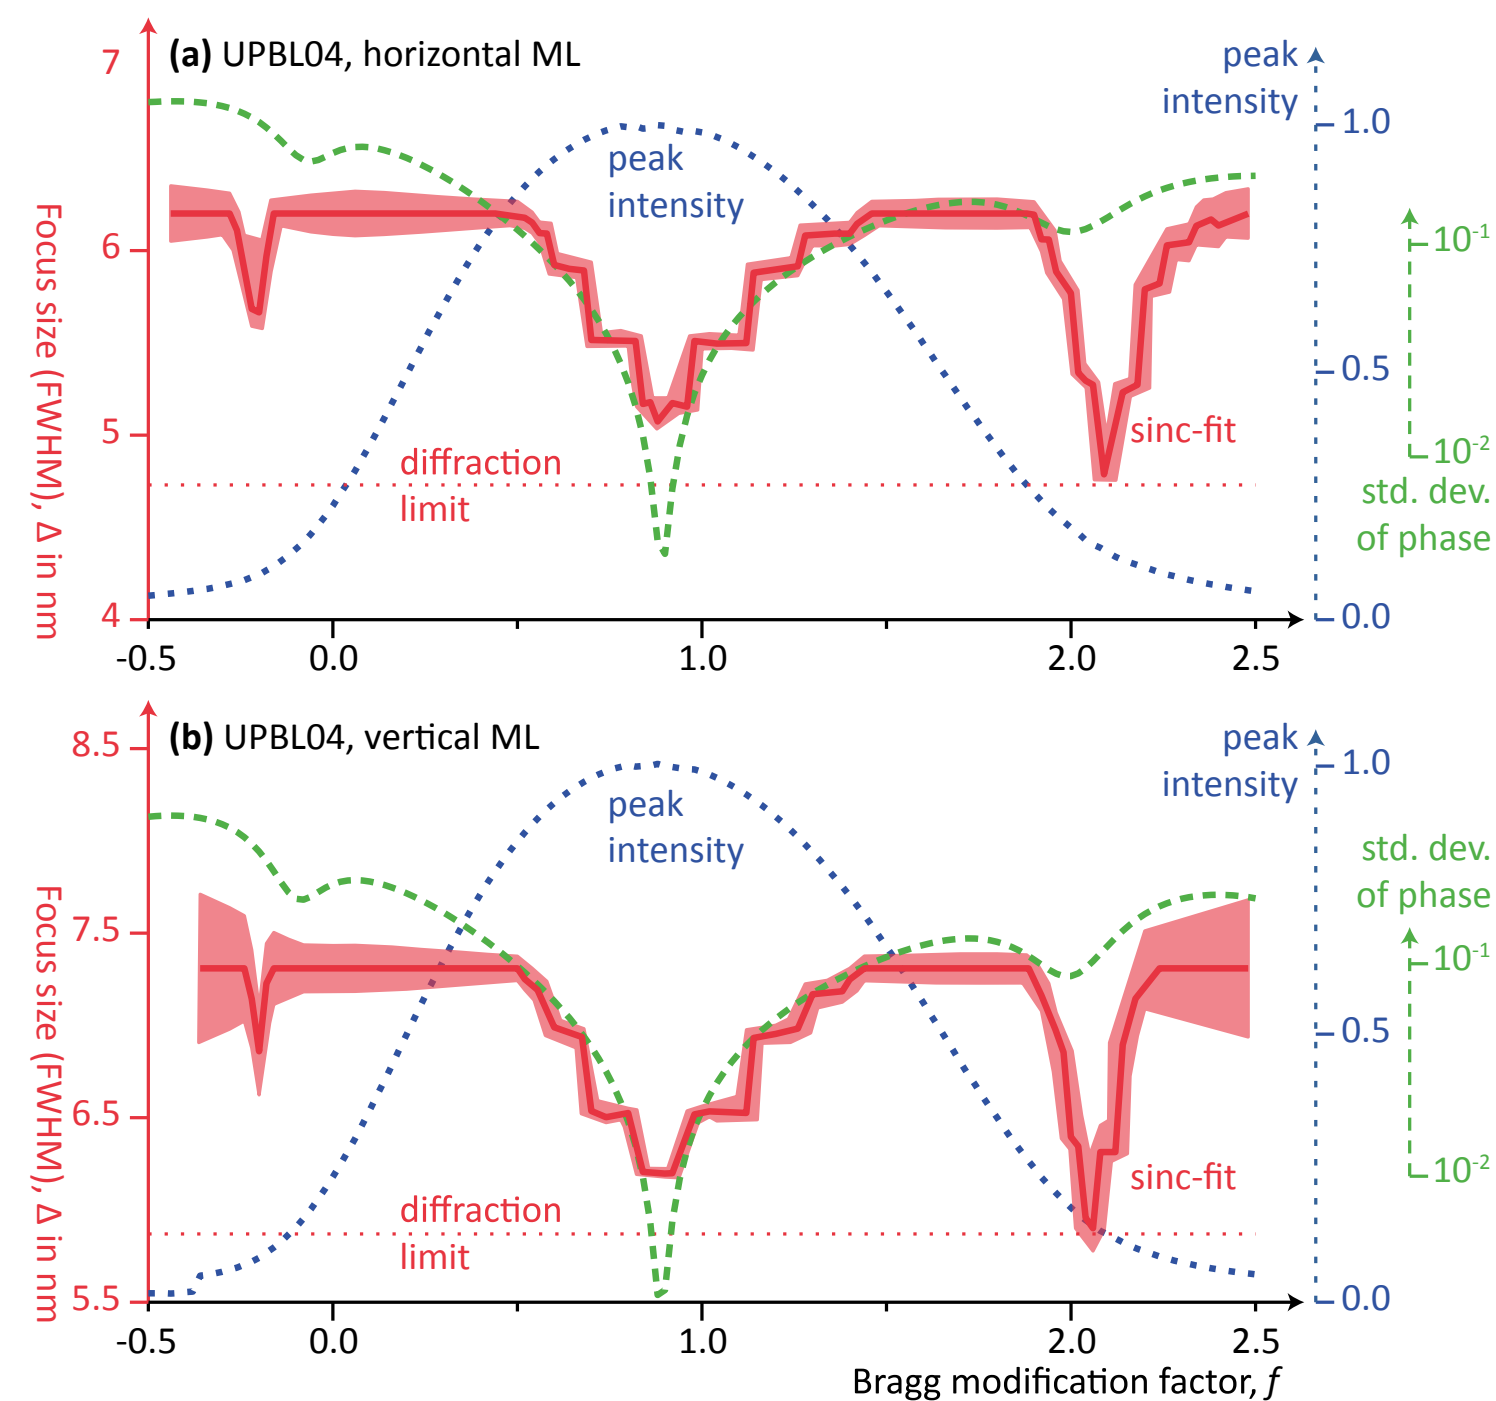 (a) UPBL04, horizontal ML
peak
intensity
7
6
5
4
Focus size (FWHM), Δ in nm
peak
intensity
diffraction
limit
sinc-fit
1.0
0.5
0.0
10-1
10-2
std. dev.
of phase
-0.5 0.0 1.0 2.0 2.5
(b) UPBL04, vertical ML
peak
intensity
8.5
7.5
6.5
5.5
Focus size (FWHM), Δ in nm
peak
intensity
diffraction
limit
sinc-fit
1.0
0.5
0.0
std. dev.
of phase
10-1
10-2
-0.5 0.0 1.0 2.0 2.5
Bragg modification factor, f